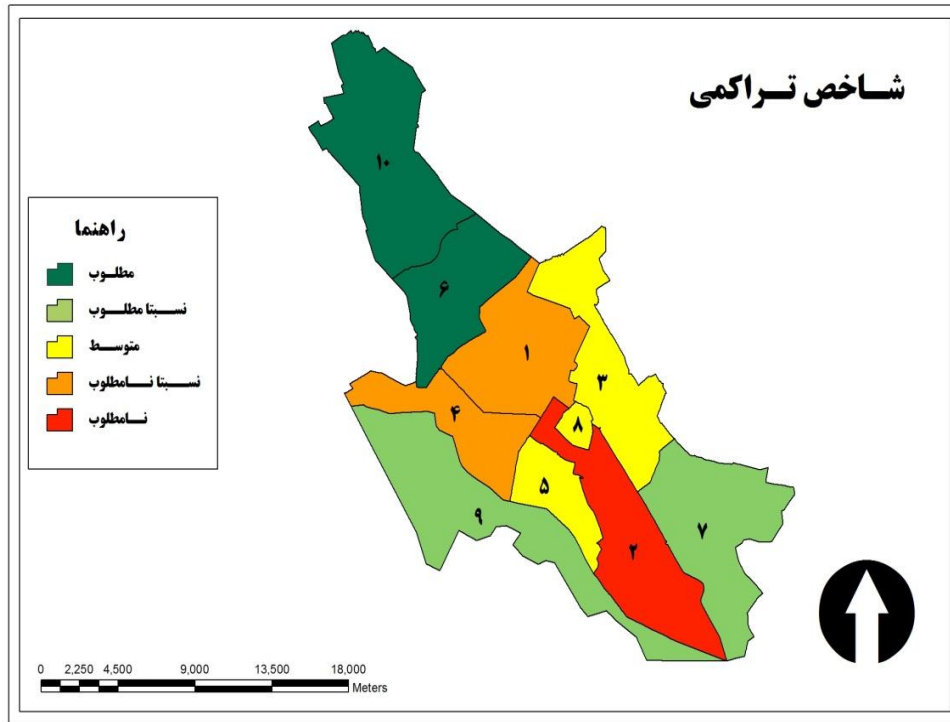 شاخص تراکمی
راهنما
مطلوب
نسبتا مطلوب
متوسط
نسبتا نامطلوب
نامطلوب
۱۰
۶
۱
۳
۴
۸
۵
۹
۲
۷
0 2,250 4,500 9,000 13,500 18,000
Meters